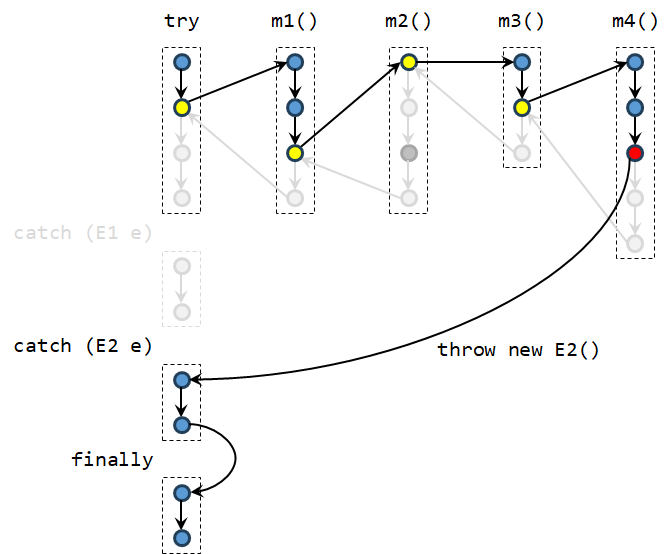 try m1() m2() m3() m4()
catch (E1 e)
catch (E2 e)
throw new E2()
finally